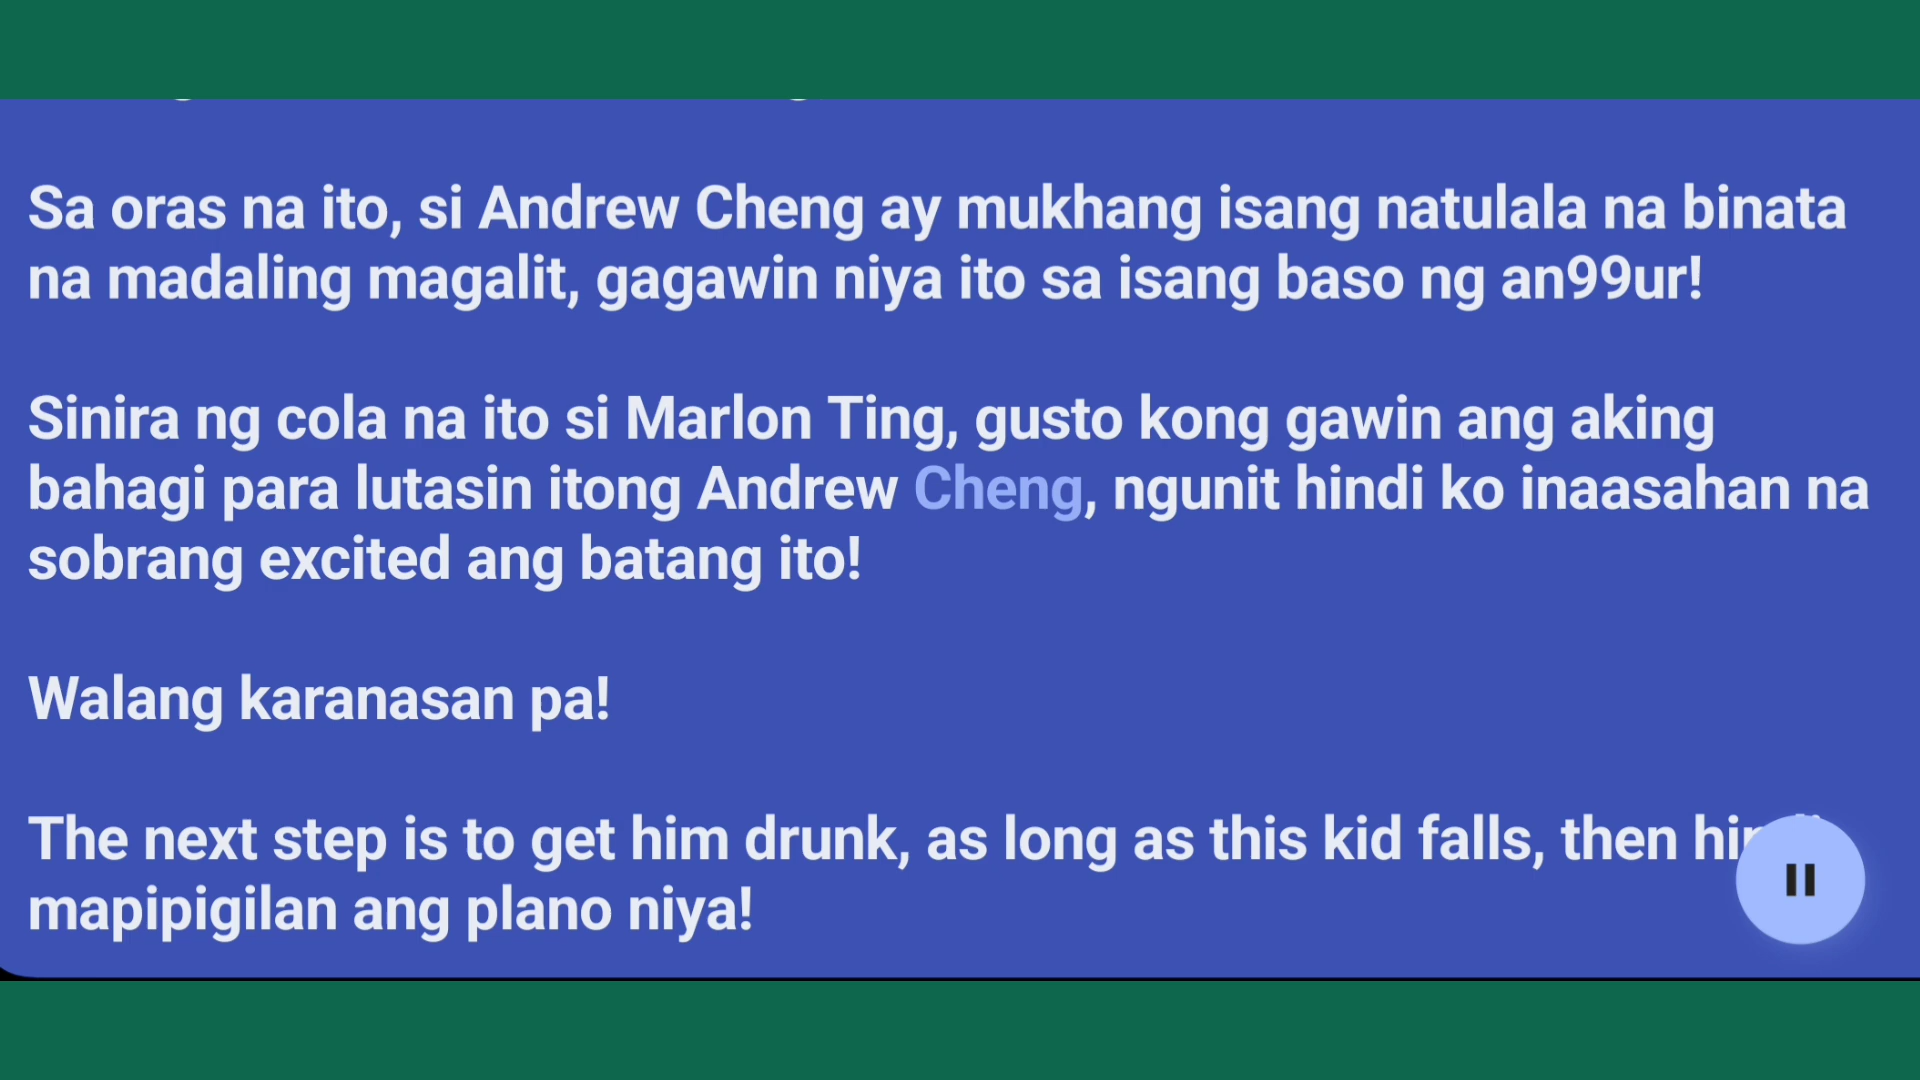 Sa oras na ito, si Andrew Cheng ay mukhang isang natulala na binata
na madaling magalit, gagawin niya ito sa isang baso ng an99ur!
Sinira ng cola na ito si Marlon Ting, gusto kong gawin ang aking
bahagi para lutasin itong Andrew Cheng, ngunit hindi ko inaasahan na
sobrang excited ang batang ito!
Walang karanasan pa!
The next step is to get him drunk, as long as this kid falls, then
mapipigilan ang plano niya!